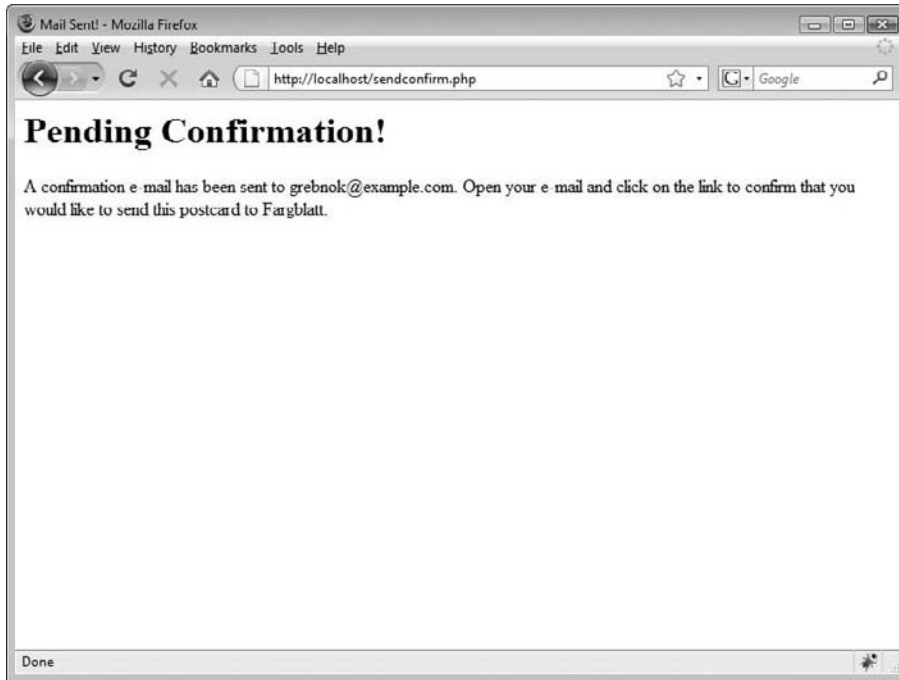 Mail Sent! - Mozilla Firefox
File Edit View History Bookmarks Tools Help
http://localhost/sendconfirm.php
G Google
Pending Confirmation!
A confirmation e-mail has been sent to grebnok@example.com. Open your e-mail and click on the link to confirm that you
would like to send this postcard to Fargblatt.
Done